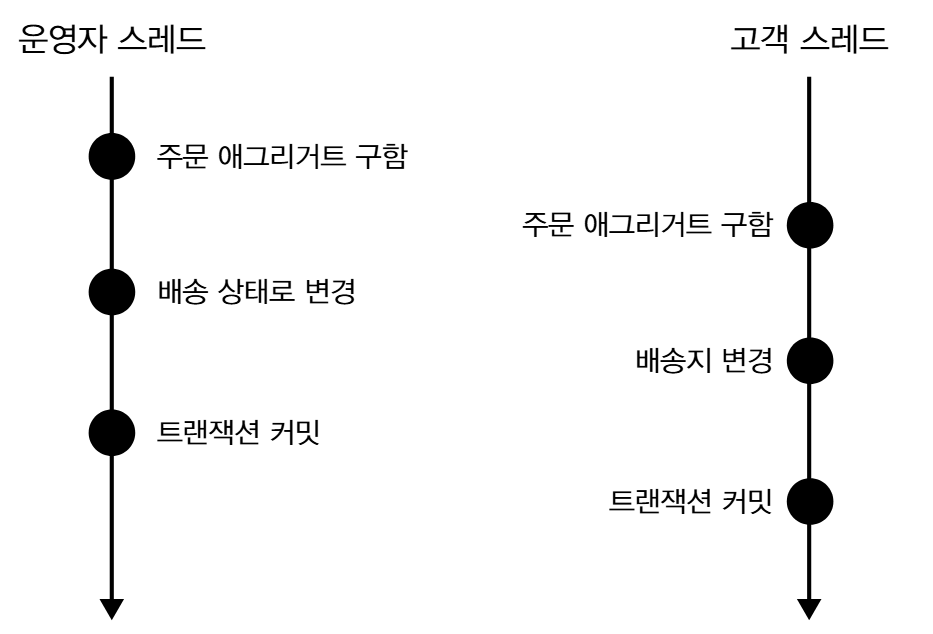 운영자 스레드
고객 스레드
주문 애그리거트 구함
주문 애그리거트 구함
배송 상태로 변경
배송지 변경
트랜잭션 커밋
트랜잭션 커밋